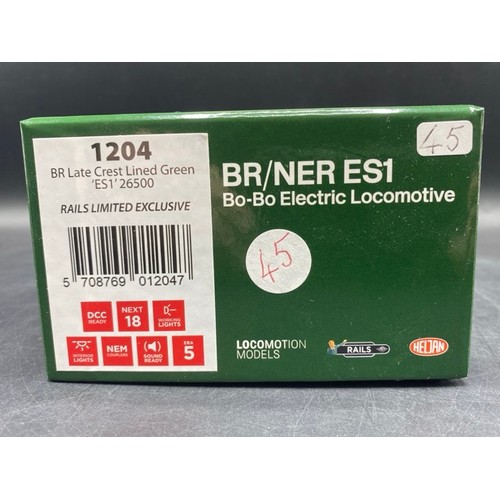 1204
BR Late Crest Lined Green
'ES1' 26500
RAILS LIMITED EXCLUSIVE
5 708769 012047
DCC
READY
NEXT
18
WORKING
LIGHTS
INTERIOR
LIGHTS
NEM
COUPLERS
SOUND
READY
ERA
5
45
BR/NER ES1
Bo-Bo Electric Locomotive
45
LOCOMOTION
MODELS
RAILS
HELJAN